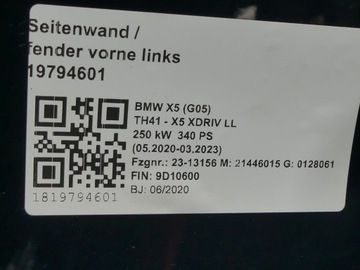 Seitenwand /
fender vorne links
19794601
BMW X5 (G05)
TH41 - X5 XDRIV LL
250 kW 340 PS
(05.2020-03.2023)
Fzgnr.: 23-13156 M: 21446015 G: 0128061
FIN: 9D10600
BJ: 06/2020
1819794601